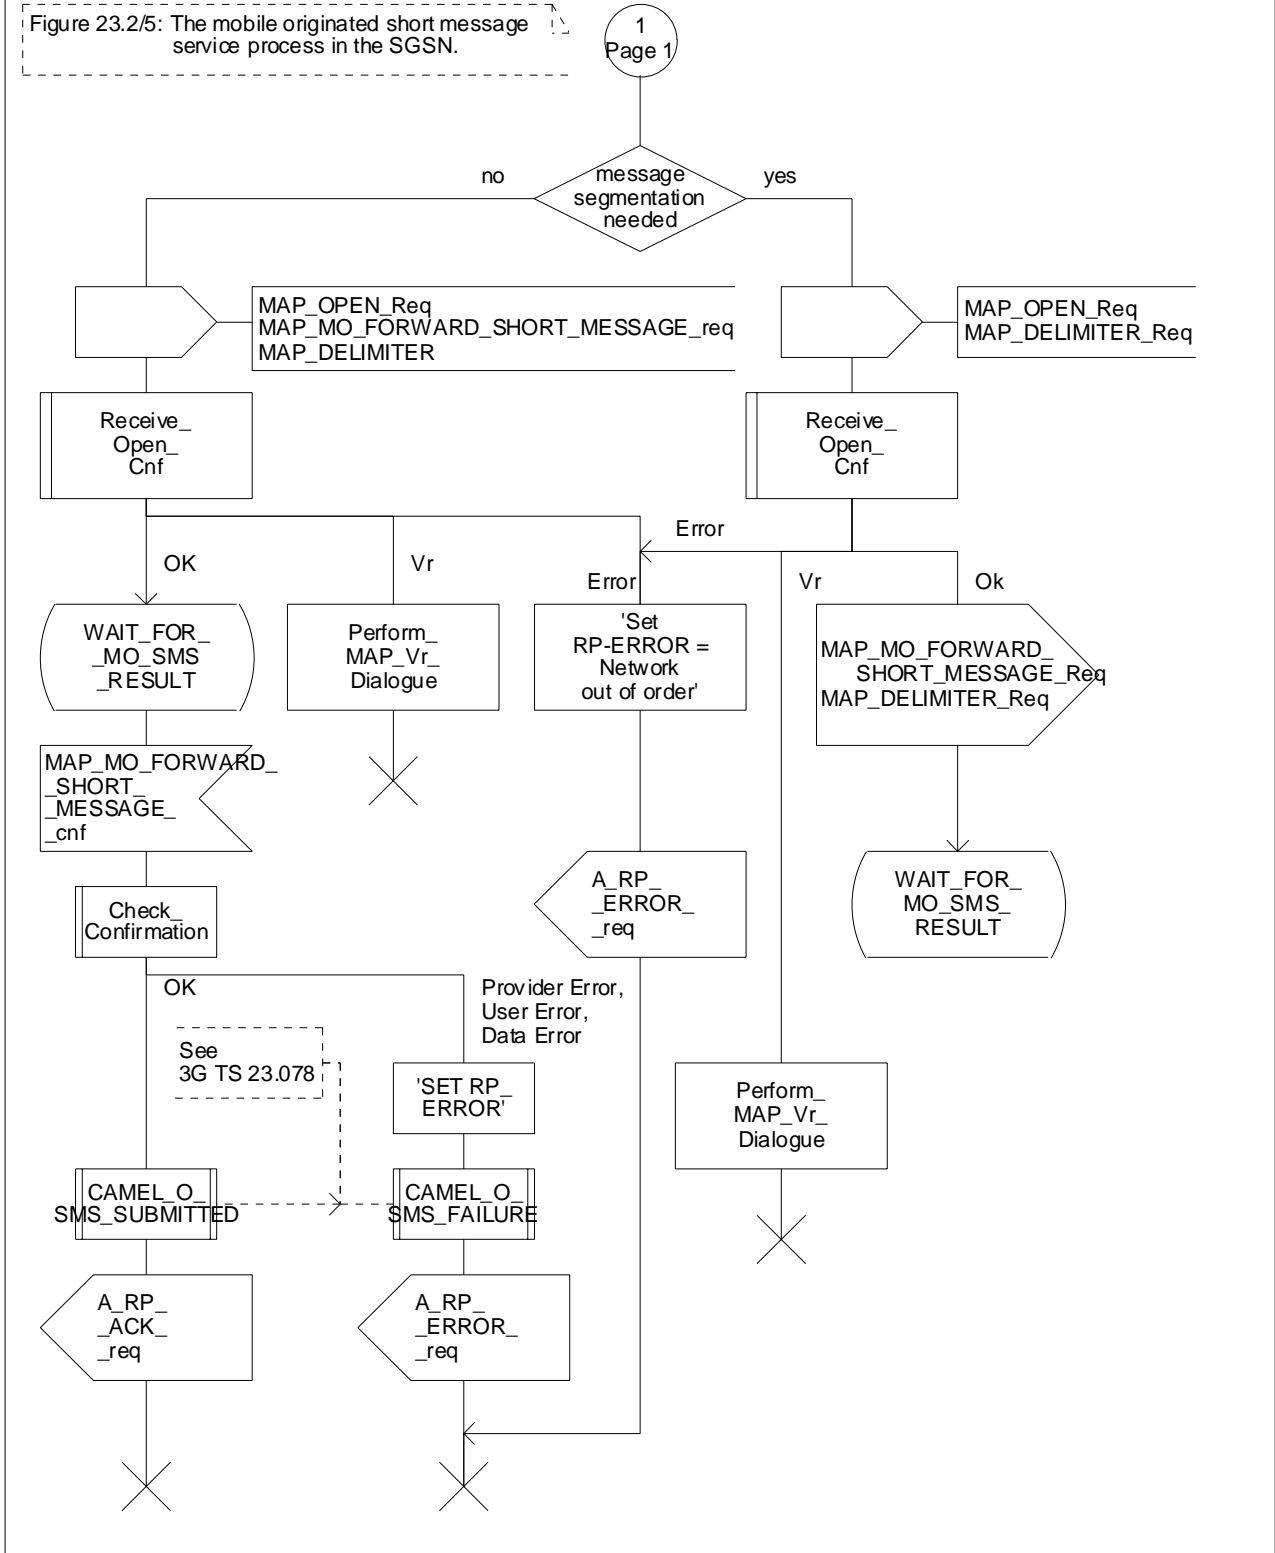 Figure 23.2/5: The mobile originated short message
service process in the SGSN.
1
Page 1
no
message
segmentation
needed
yes
MAP_OPEN_Req
MAP_MO_FORWARD_SHORT_MESSAGE_req
MAP_DELIMITER
MAP_OPEN_Req
MAP_DELIMITER_Req
Receive_
Open_
Cnf
Receive_
Open_
Cnf
Error
OK
Vr
Error
Vr
Ok
WAIT_FOR_
_MO_SMS
_RESULT
Perform_
MAP_Vr_
Dialogue
'Set
RP-ERROR =
Network
out of order'
MAP_MO_FORWARD_
SHORT_MESSAGE_Req
MAP_DELIMITER_Req
MAP_MO_FORWARD_
_SHORT_
_MESSAGE_
_cnf
A_RP_
_ERROR_
_req
WAIT_FOR_
MO_SMS_
RESULT
Check_
Confirmation
OK
Provider Error,
User Error,
Data Error
See
3G TS 23.078
'SET RP_
ERROR'
Perform_
MAP_Vr_
Dialogue
CAMEL_O_
SMS_SUBMITTED
CAMEL_O_
SMS_FAILURE
A_RP_
_ACK_
_req
A_RP_
_ERROR_
_req